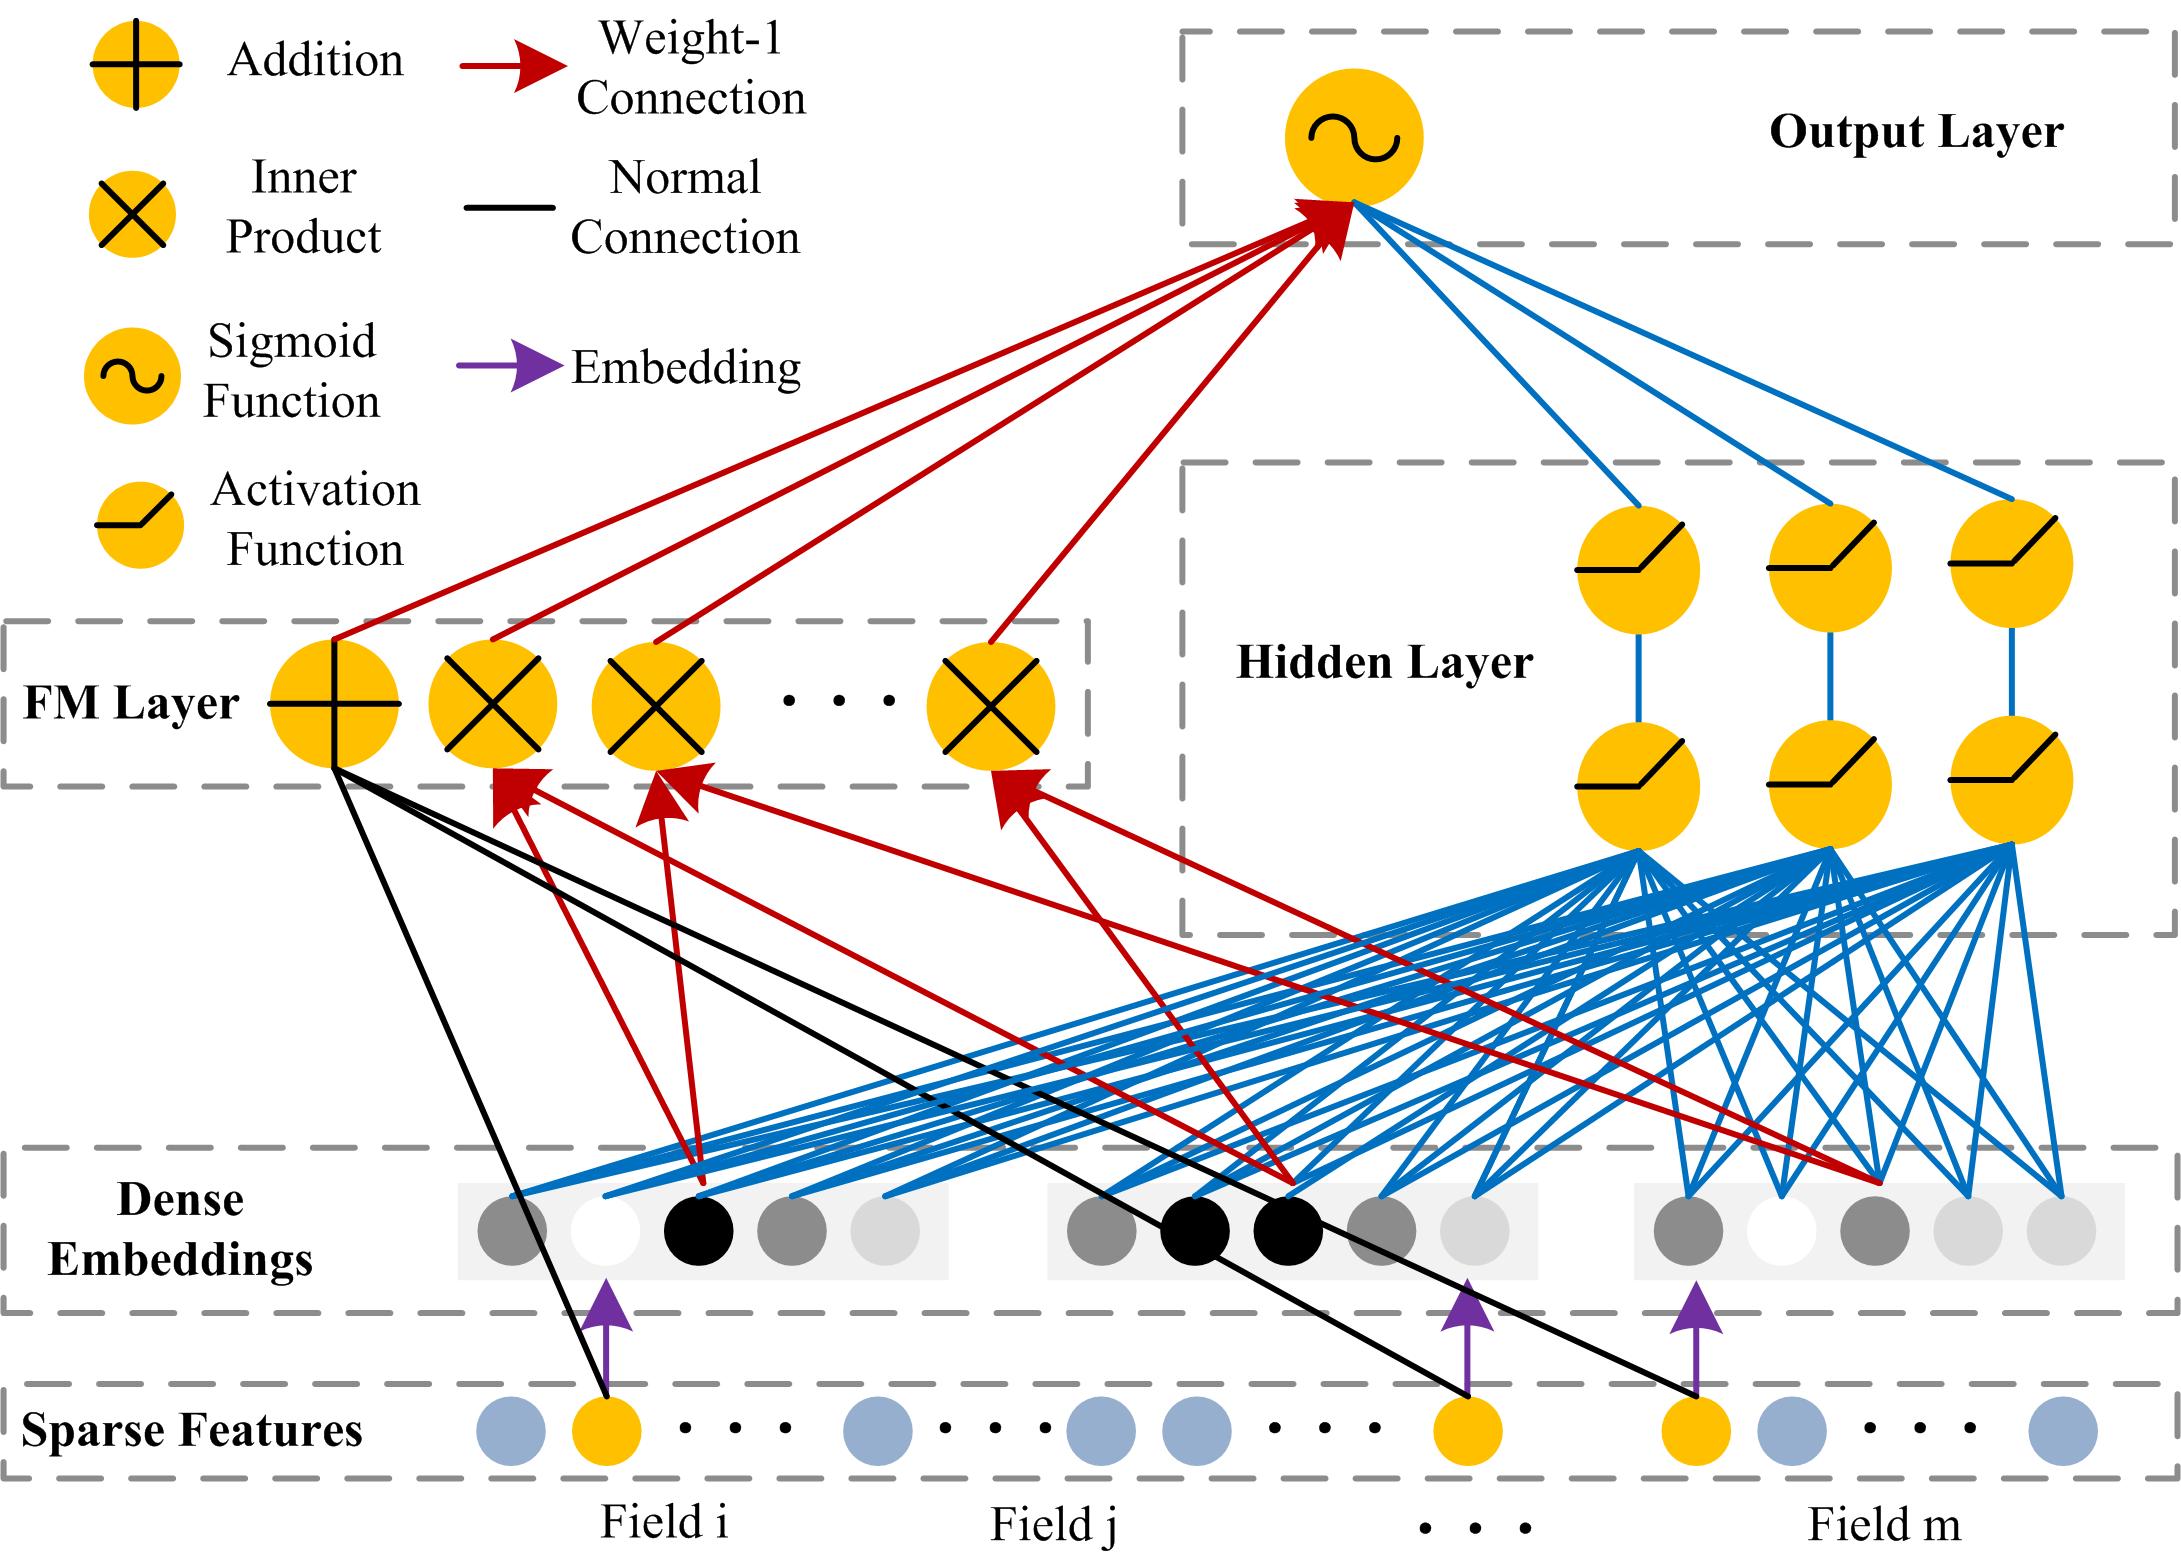 Addition
Weight-1
Connection
Inner
Product
Normal
Connection
Sigmoid
Function
Embedding
Activation
Function
Output Layer
FM Layer
Hidden Layer
Dense
Embeddings
Sparse Features
Field i
Field j
. . .
Field m